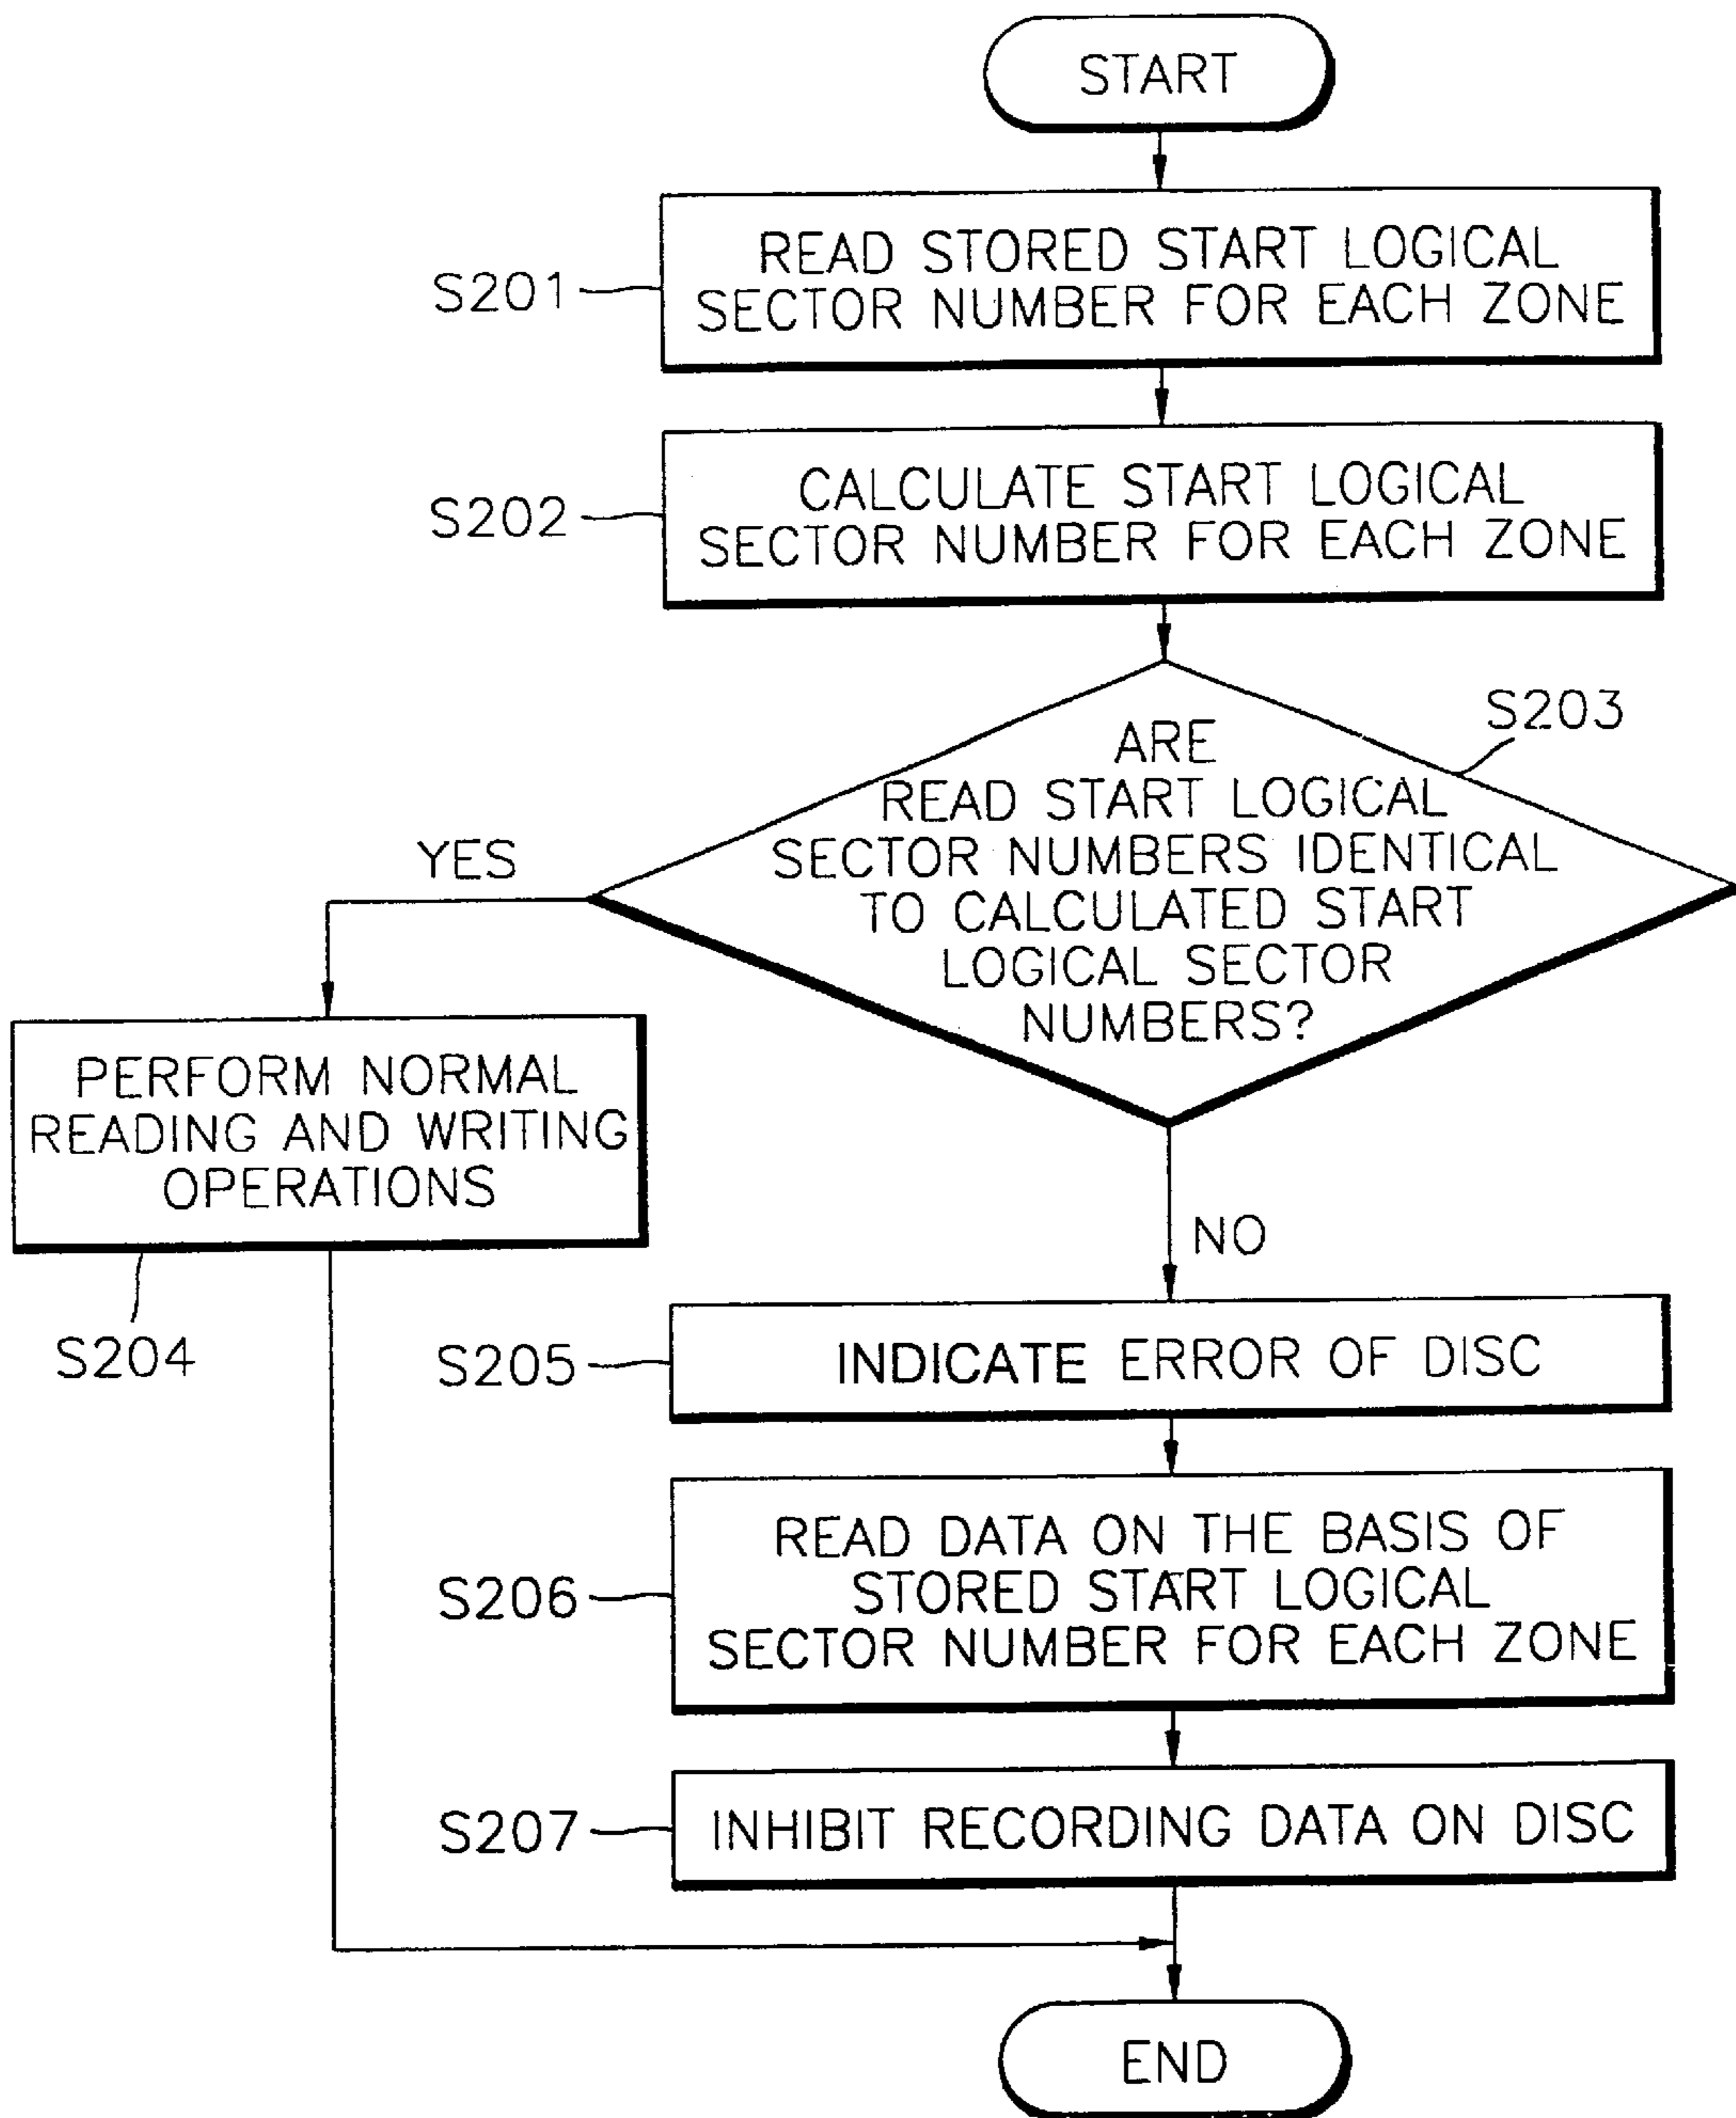 START
S201
READ STORED START LOGICAL
SECTOR NUMBER FOR EACH ZONE
S202
CALCULATE START LOGICAL
SECTOR NUMBER FOR EACH ZONE
S203
ARE
READ START LOGICAL
SECTOR NUMBERS IDENTICAL
TO CALCULATED START
LOGICAL SECTOR
NUMBERS?
YES
PERFORM NORMAL
READING AND WRITING
OPERATIONS
S204
NO
S205
INDICATE ERROR OF DISC
S206
READ DATA ON THE BASIS OF
STORED START LOGICAL
SECTOR NUMBER FOR EACH ZONE
S207
INHIBIT RECORDING DATA ON DISC
END